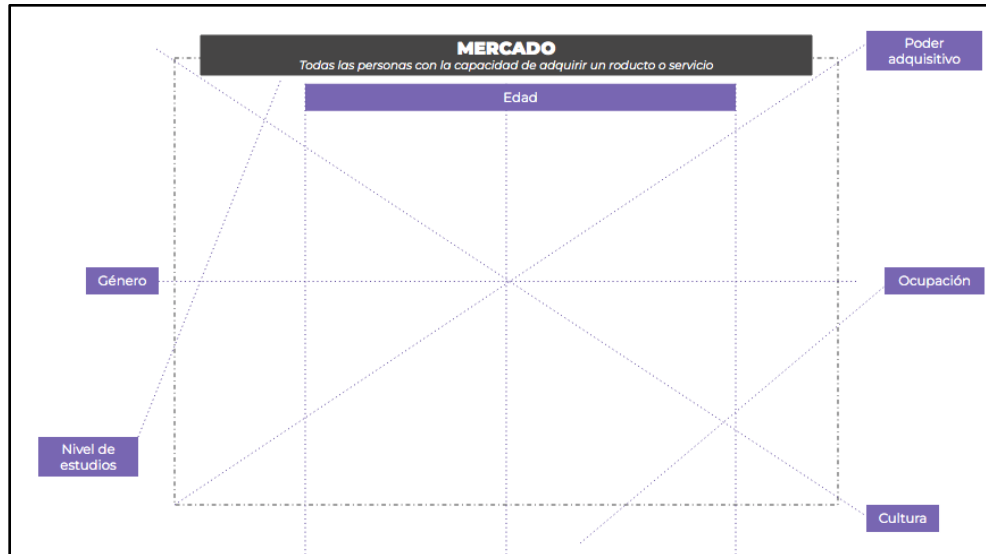 MERCADO
Todas las personas con la capacidad de adquirir un roducto o servicio
Poder
adquisitivo
Edad
Género
Ocupación
Nivel de
estudios
Cultura